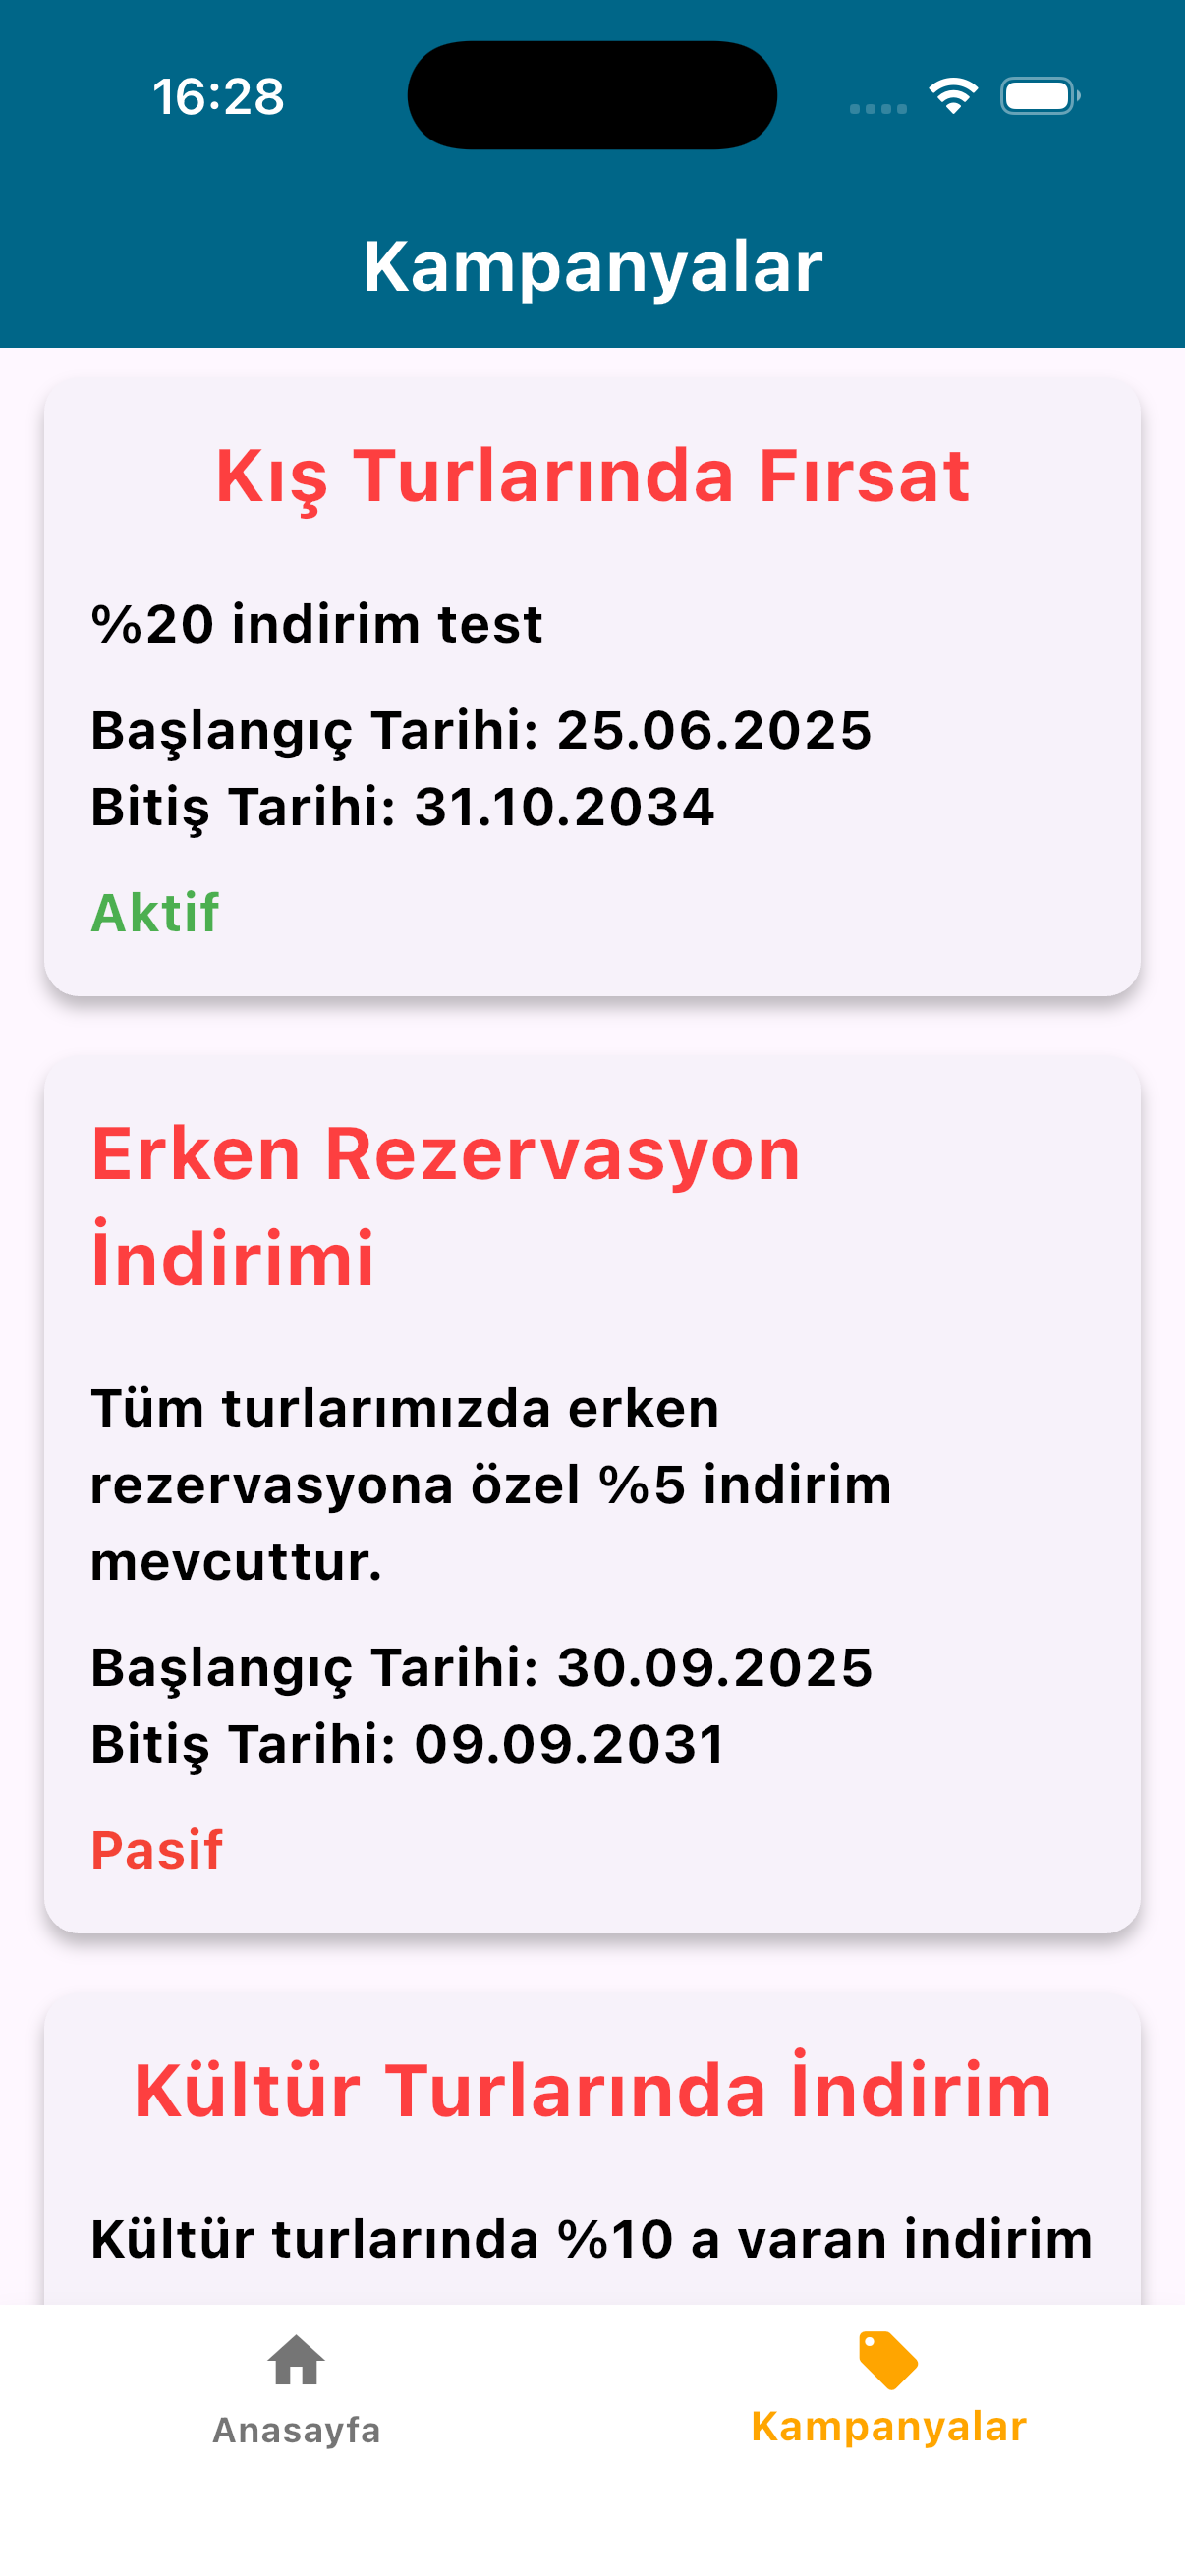 16:28
Kampanyalar
Kış Turlarında Fırsat
%20 indirim test
Başlangıç Tarihi: 25.06.2025
Bitiş Tarihi: 31.10.2034
Aktif
Erken Rezervasyon
İndirimi
Tüm turlarımızda erken
rezervasyona özel %5 indirim
mevcuttur.
Başlangıç Tarihi: 30.09.2025
Bitiş Tarihi: 09.09.2031
Pasif
Kültür Turlarında İndirim
Kültür turlarında %10 a varan indirim
Anasayfa
Kampanyalar